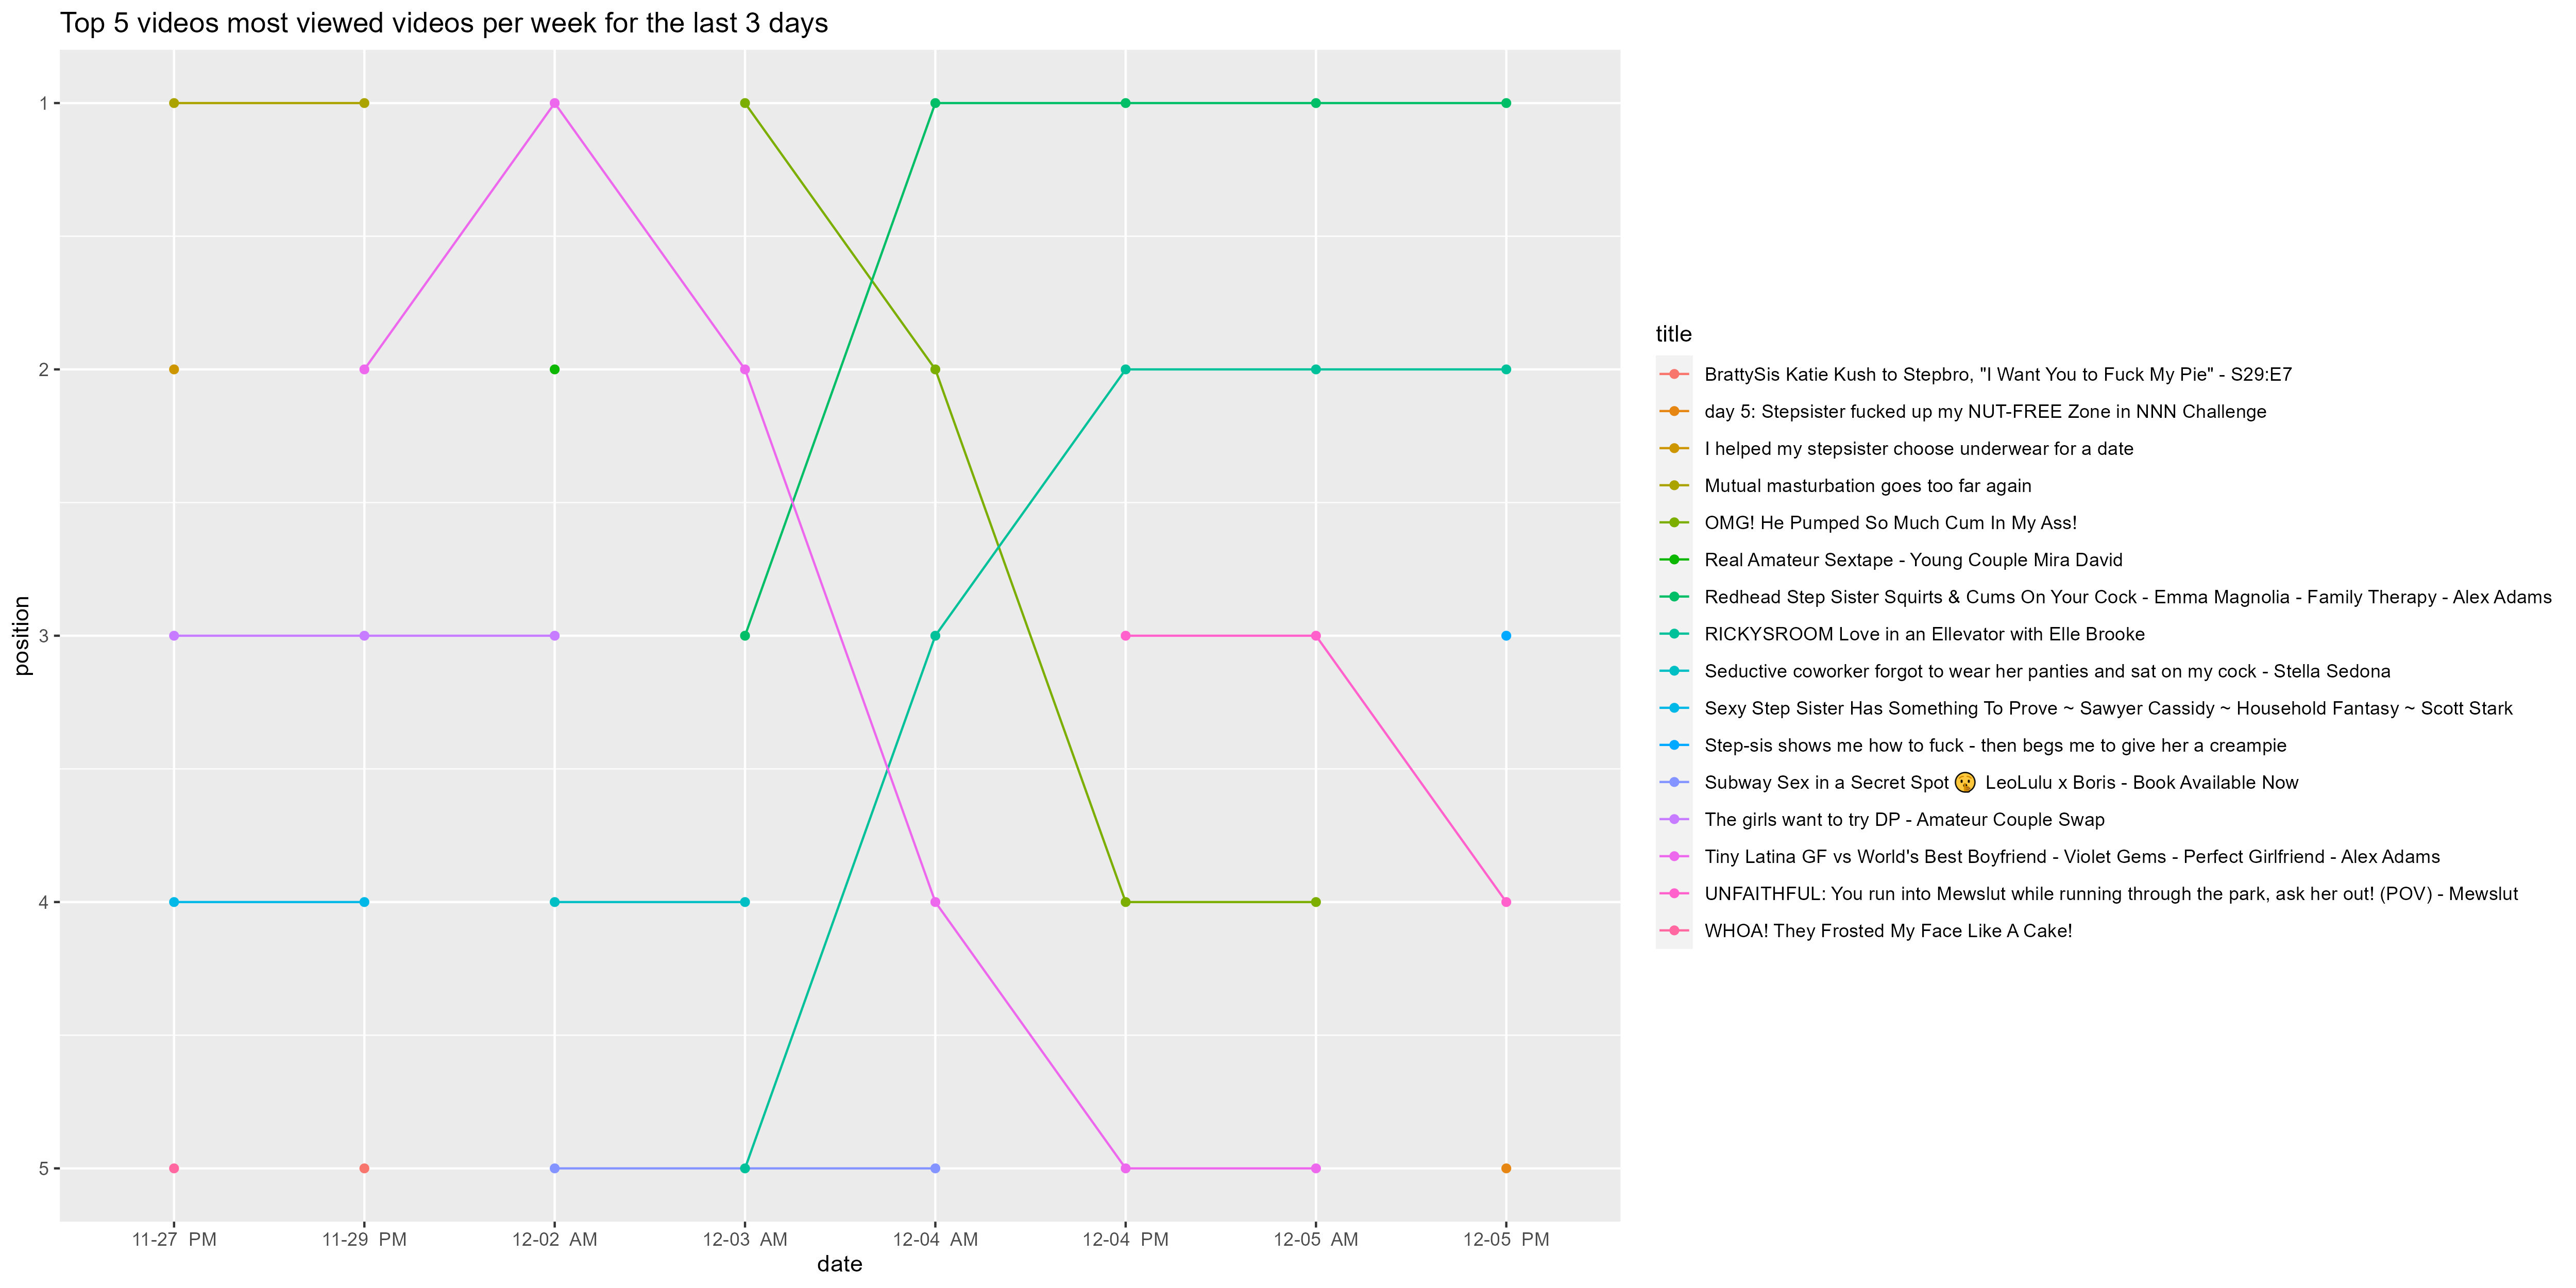 Top 5 videos most viewed videos per week for the last 3 days
1
2
3
4
5
position
11-27 PM
11-29 PM
12-02 AM
12-03 AM
12-04 AM
12-04 PM
12-05 AM
12-05 PM
date
title
BrattySis Katie Kush to Stepbro, "I Want You to Fuck My Pie" - S29:E7
day 5: Stepsister fucked up my NUT-FREE Zone in NNN Challenge
I helped my stepsister choose underwear for a date
Mutual masturbation goes too far again
OMG! He Pumped So Much Cum In My Ass!
Real Amateur Sextape - Young Couple Mira David
Redhead Step Sister Squirts & Cums On Your Cock - Emma Magnolia - Family Therapy - Alex Adams
RICKYSROOM Love in an Ellevator with Elle Brooke
Seductive coworker forgot to wear her panties and sat on my cock - Stella Sedona
Sexy Step Sister Has Something To Prove ~ Sawyer Cassidy ~ Household Fantasy ~ Scott Stark
Step-sis shows me how to fuck - then begs me to give her a creampie
Subway Sex in a Secret Spot 🤫 LeoLulu x Boris - Book Available Now
The girls want to try DP - Amateur Couple Swap
Tiny Latina GF vs World's Best Boyfriend - Violet Gems - Perfect Girlfriend - Alex Adams
UNFAITHFUL: You run into Mewslut while running through the park, ask her out! (POV) - Mewslut
WHOA! They Frosted My Face Like A Cake!